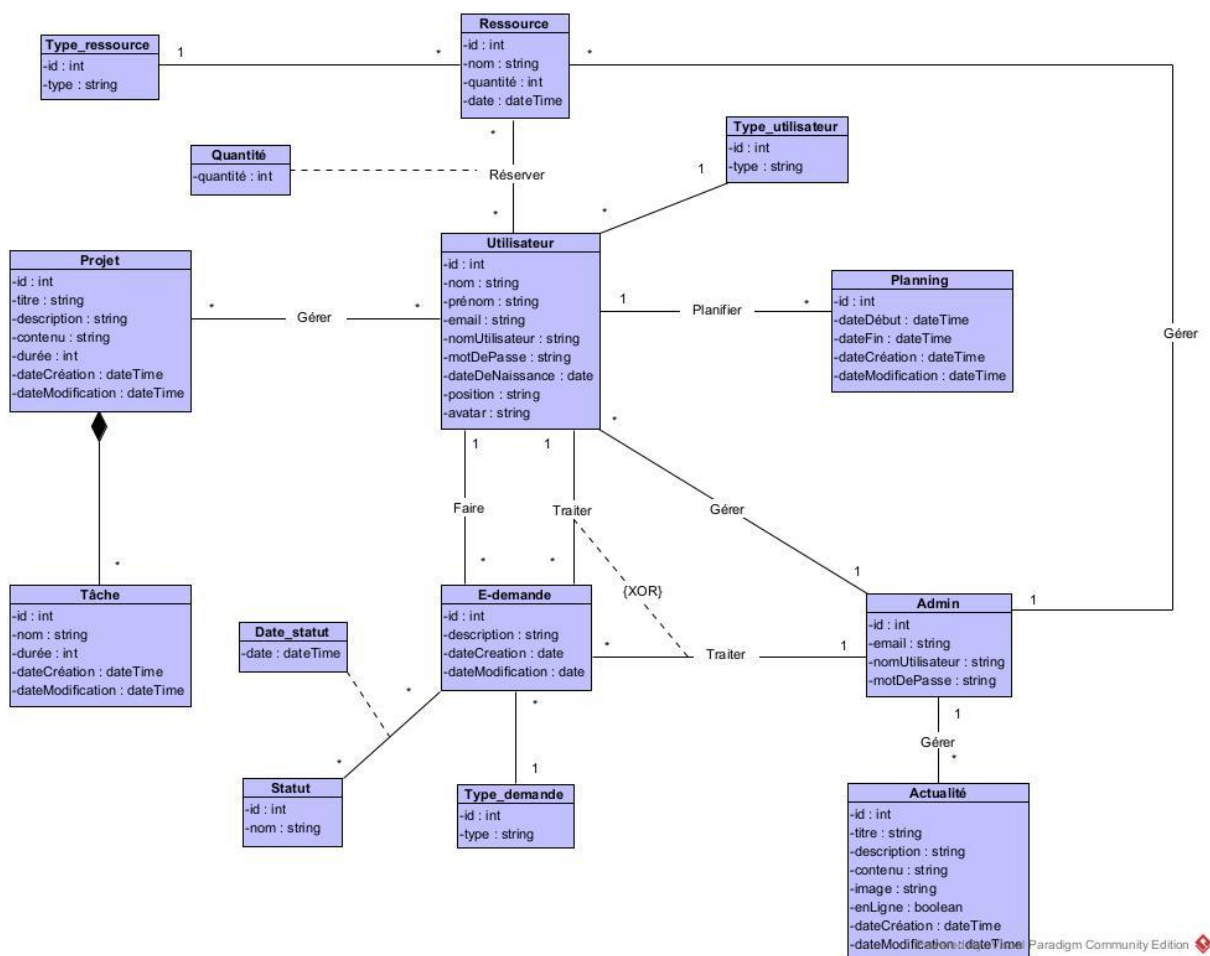 Ressource
-id : int
-nom : string
-quantité : int
-date : dateTime
Type_ressource
-id : int
-type : string
1
*
*
Gérer
Quantité
-quantité : int
*
Réserver
*
Type_utilisateur
-id : int
-type : string
1
*
Utilisateur
-id : int
-nom : string
-prénom : string
-email : string
-nomUtilisateur : string
-motDePasse : string
-dateDeNaissance : date
-position : string
-avatar : string
Projet
-id : int
-titre : string
-description : string
-contenu : string
-durée : int
-dateCréation : dateTime
-dateModification : dateTime
*
Gérer
*
1
Planifier
*
Planning
-id : int
-dateDébut : dateTime
-dateFin : dateTime
-dateCréation : dateTime
-dateModification : dateTime
1
Faire
*
1
Traiter
*
{XOR}
*
Gérer
1
1
*
Tâche
-id : int
-nom : string
-durée : int
-dateCréation : dateTime
-dateModification : dateTime
E-demande
-id : int
-description : string
-dateCreation : date
-dateModification : date
*
Traiter
1
Admin
-id : int
-email : string
-nomUtilisateur : string
-motDePasse : string
Date_statut
-date : dateTime
*
*
Statut
-id : int
-nom : string
*
1
Type_demande
-id : int
-type : string
1
Gérer
*
Actualité
-id : int
-titre : string
-description : string
-contenu : string
-image : string
-enLigne : boolean
-dateCréation : dateTime
-dateModification : dateTime
Paradigm Community Edition